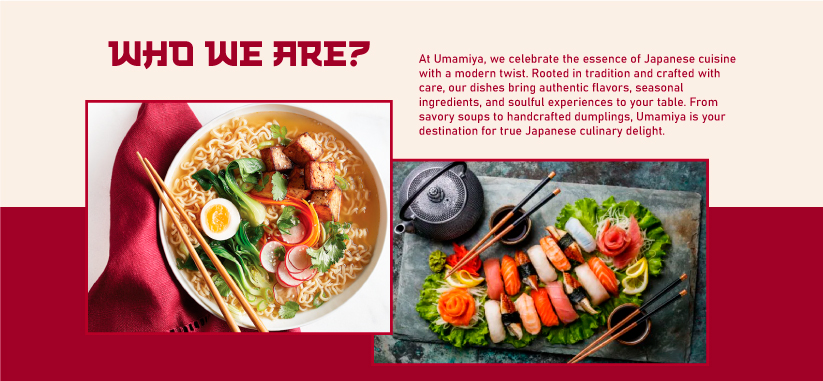 WHO WE ARE?
At Umamiya, we celebrate the essence of Japanese cuisine
with a modern twist. Rooted in tradition and crafted with
care, our dishes bring authentic flavors, seasonal
ingredients, and soulful experiences to your table. From
savory soups to handcrafted dumplings, Umamiya is your
destination for true Japanese culinary delight.